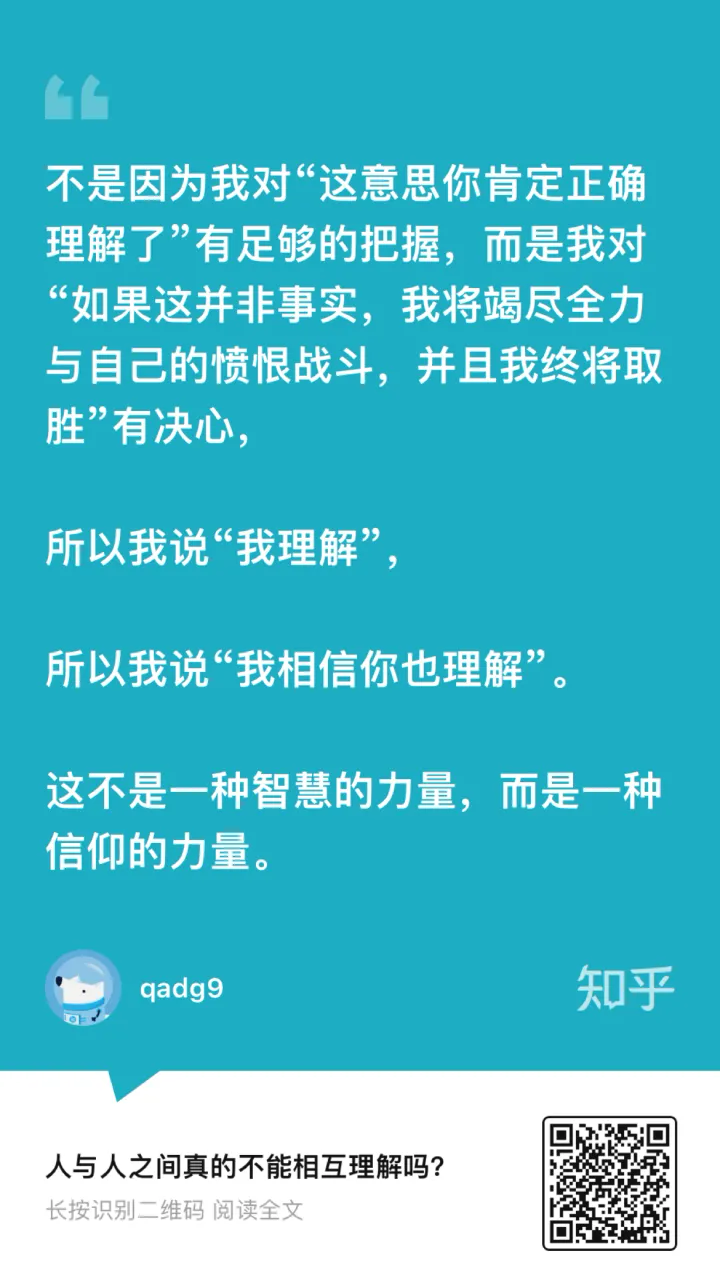 不是因为我对“这意思你肯定正确
理解了”有足够的把握，而是我对
“如果这并非事实，我将竭尽全力
与自己的愤恨战斗，并且我终将取
胜”有决心，
所以我说“我理解”，
所以我说“我相信你也理解”。
这不是一种智慧的力量，而是一种
信仰的力量。
qadg9
知乎
人与人之间真的不能相互理解吗?
长按识别二维码 阅读全文